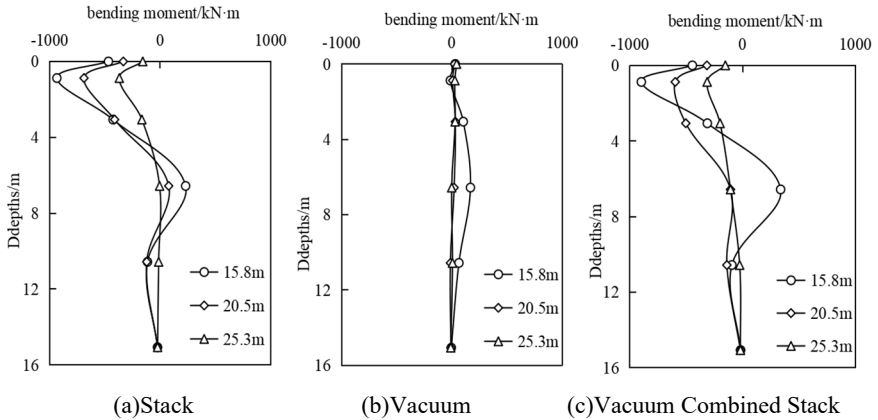 bending moment/kN·m
-1000 0 1000
0
4
8
12
16
Ddepths/m
15.8m
20.5m
25.3m
(a)Stack
bending moment/kN·m
-1000 0 1000
0
4
8
12
16
Ddepths/m
15.8m
20.5m
25.3m
(b)Vacuum
bending moment/kN·m
-1000 0 1000
0
4
8
12
16
Ddepths/m
15.8m
20.5m
25.3m
(c)Vacuum Combined Stack